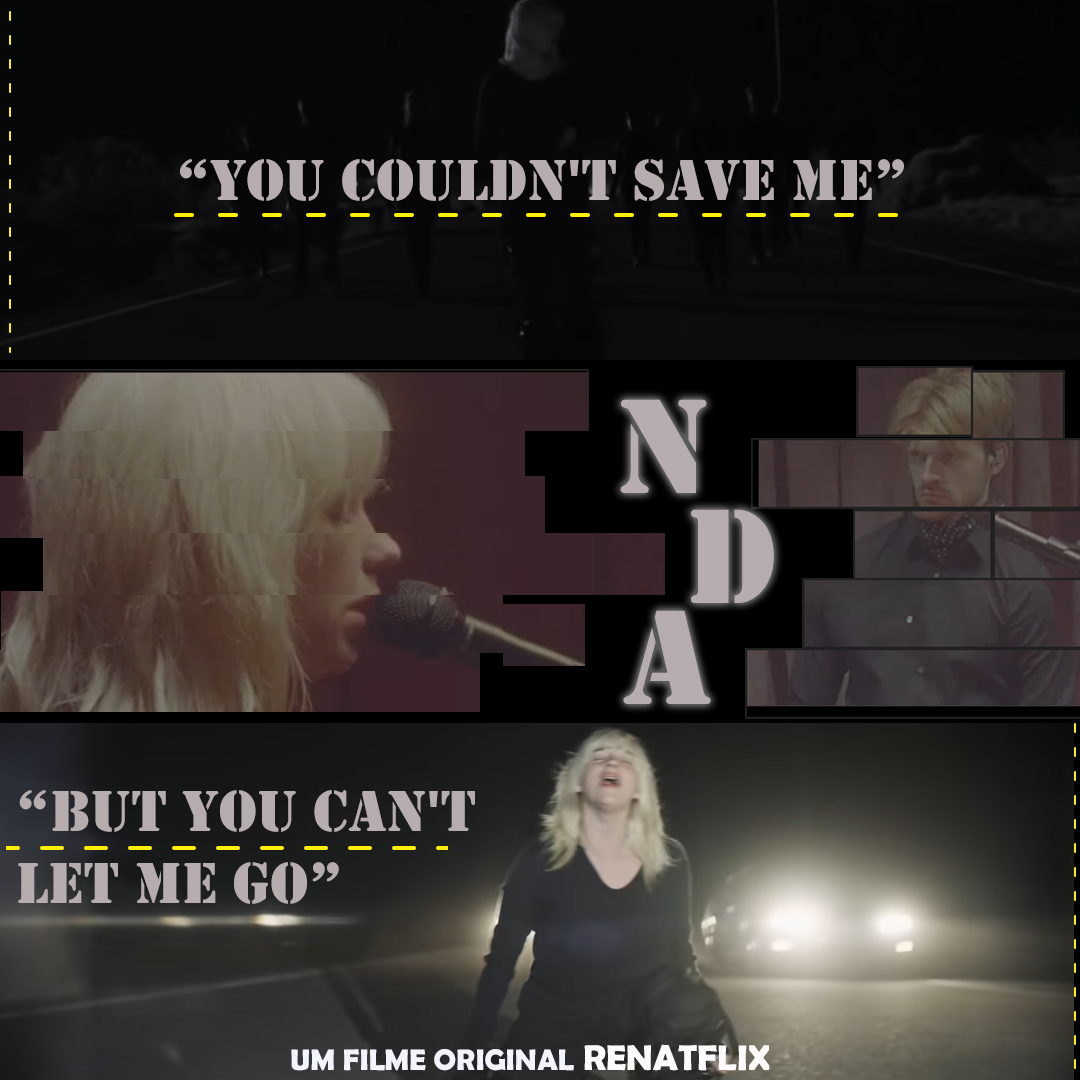 “YOU COULDN'T SAVE ME”
N
D
A
“BUT YOU CAN'T
LET ME GO”
UM FILME ORIGINAL RENATFLIX